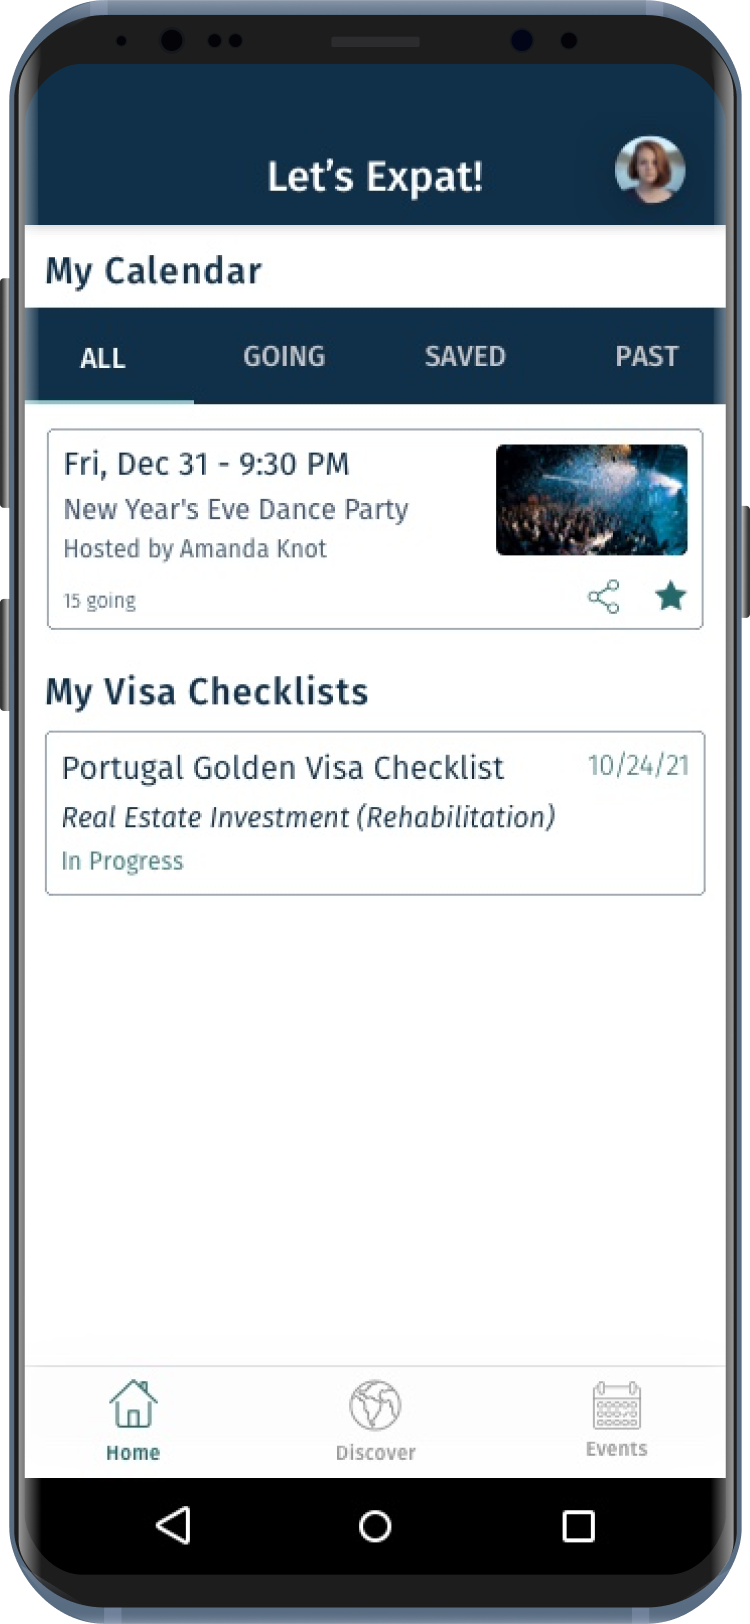 Let's Expat!
My Calendar
ALL GOING SAVED PAST
Fri, Dec 31 - 9:30 PM
New Year's Eve Dance Party
Hosted by Amanda Knot
15 going
My Visa Checklists
Portugal Golden Visa Checklist 10/24/21
Real Estate Investment (Rehabilitation)
In Progress
Home Discover Events